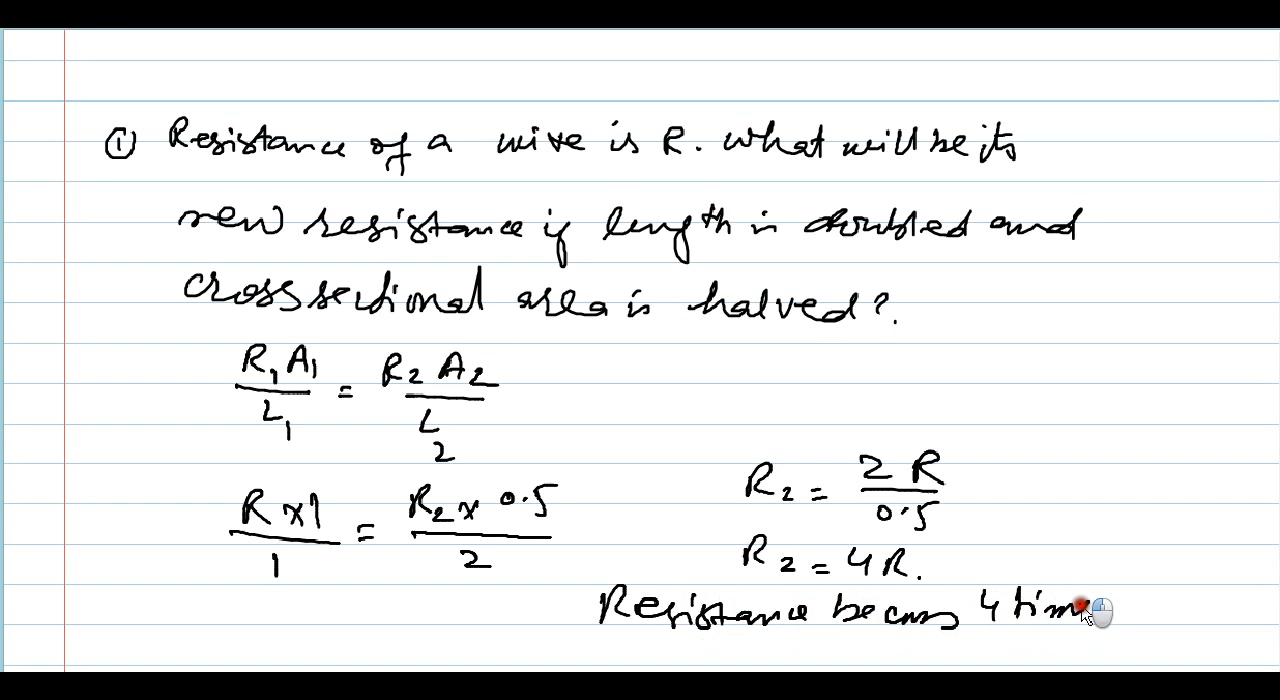 ① Resistance of a wire is R. what will be its
new resistance if length is doubled and
cross sectional area is halved?.
R₁A₁/L₁ = R₂A₂/L₂
R×1/1 = R₂×0.5/2
R₂ = 2R/0.5
R₂ = 4R.
Resistance becoms 4 tim